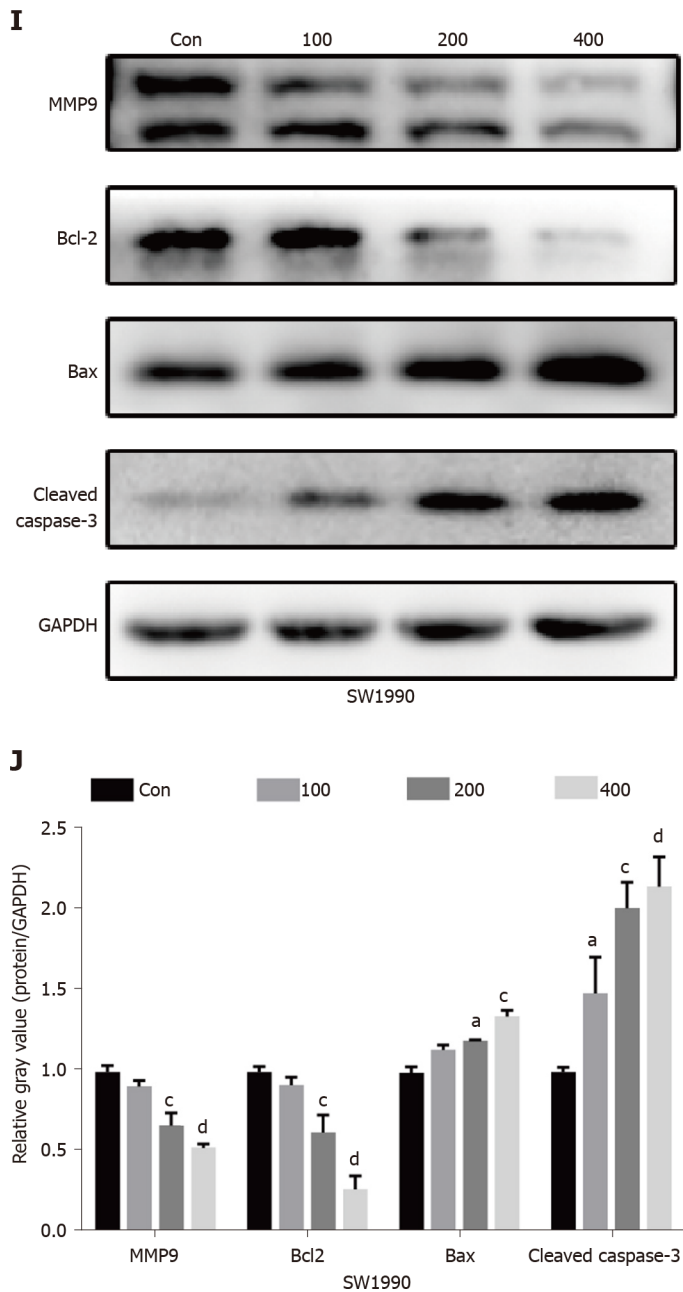 I
Con 100 200 400
MMP9
Bcl-2
Bax
Cleaved
caspase-3
GAPDH
SW1990
J
Con 100 200 400
Relative gray value (protein/GAPDH)
2.5
2.0
1.5
1.0
0.5
0.0
c d
c d
a c
a c d
MMP9 Bcl2 Bax Cleaved caspase-3
SW1990